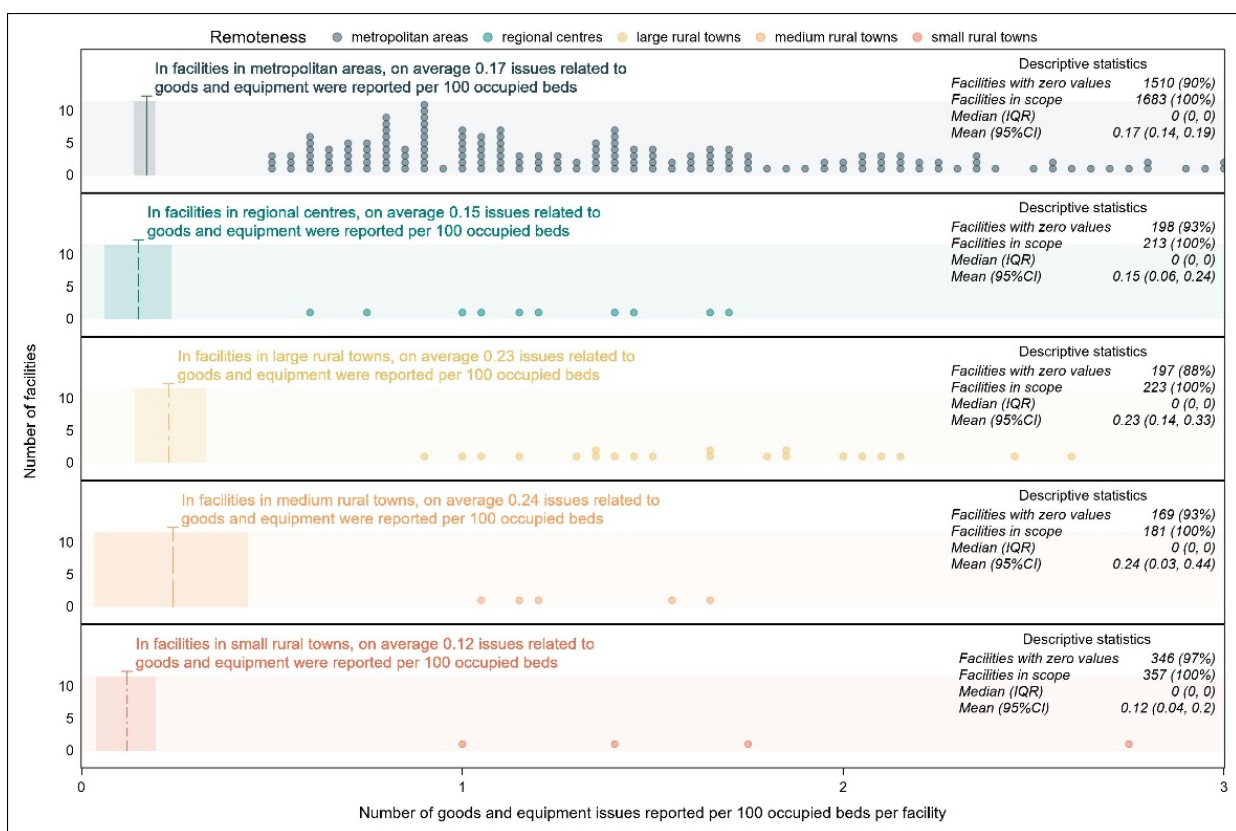 Remoteness metropolitan areas regional centres large rural towns medium rural towns small rural towns
In facilities in metropolitan areas, on average 0.17 issues related to
goods and equipment were reported per 100 occupied beds
Descriptive statistics
Facilities with zero values 1510 (90%)
Facilities in scope 1683 (100%)
Median (IQR) 0 (0, 0)
Mean (95%CI) 0.17 (0.14, 0.19)
10
5
0
In facilities in regional centres, on average 0.15 issues related to
goods and equipment were reported per 100 occupied beds
Descriptive statistics
Facilities with zero values 198 (93%)
Facilities in scope 213 (100%)
Median (IQR) 0 (0, 0)
Mean (95%CI) 0.15 (0.06, 0.24)
10
5
0
In facilities in large rural towns, on average 0.23 issues related to
goods and equipment were reported per 100 occupied beds
Descriptive statistics
Facilities with zero values 197 (88%)
Facilities in scope 223 (100%)
Median (IQR) 0 (0, 0)
Mean (95%CI) 0.23 (0.14, 0.33)
10
5
0
In facilities in medium rural towns, on average 0.24 issues related to
goods and equipment were reported per 100 occupied beds
Descriptive statistics
Facilities with zero values 169 (93%)
Facilities in scope 181 (100%)
Median (IQR) 0 (0, 0)
Mean (95%CI) 0.24 (0.03, 0.44)
10
5
0
In facilities in small rural towns, on average 0.12 issues related to
goods and equipment were reported per 100 occupied beds
Descriptive statistics
Facilities with zero values 346 (97%)
Facilities in scope 357 (100%)
Median (IQR) 0 (0, 0)
Mean (95%CI) 0.12 (0.04, 0.2)
10
5
0
Number of facilities
0 1 2 3
Number of goods and equipment issues reported per 100 occupied beds per facility